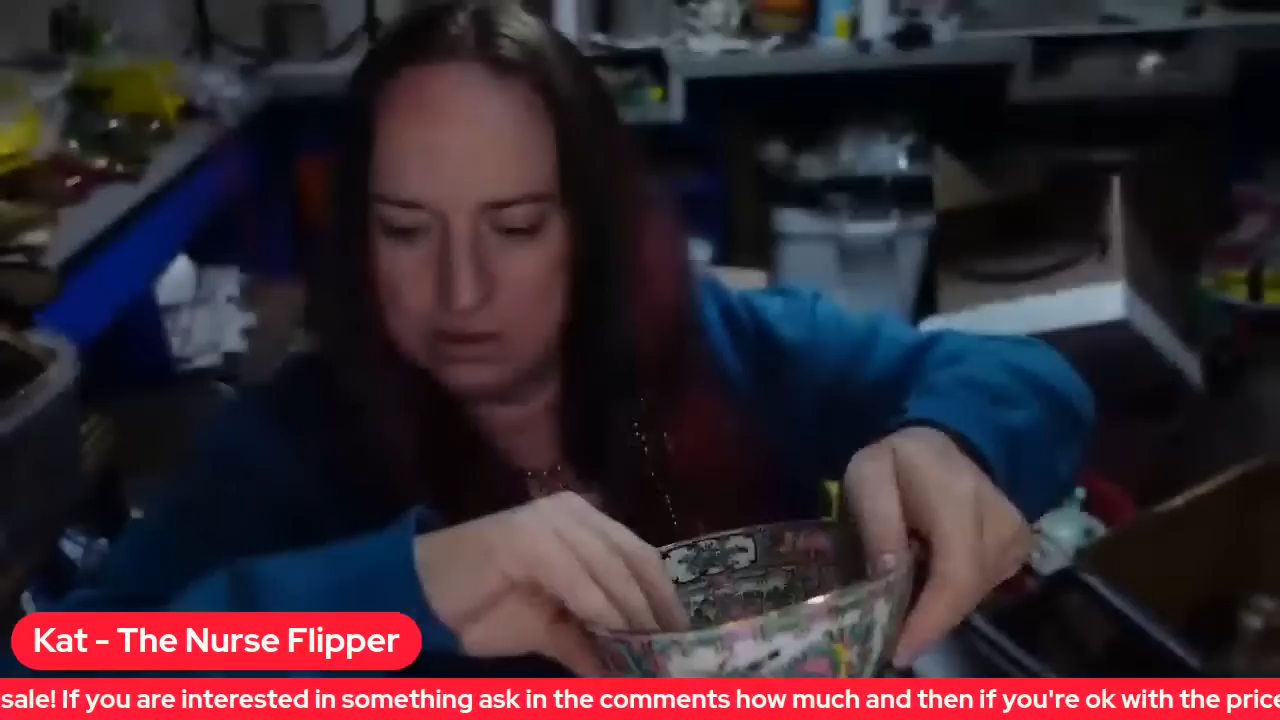 Kat - The Nurse Flipper
sale! If you are interested in something ask in the comments how much and then if you're ok with the price